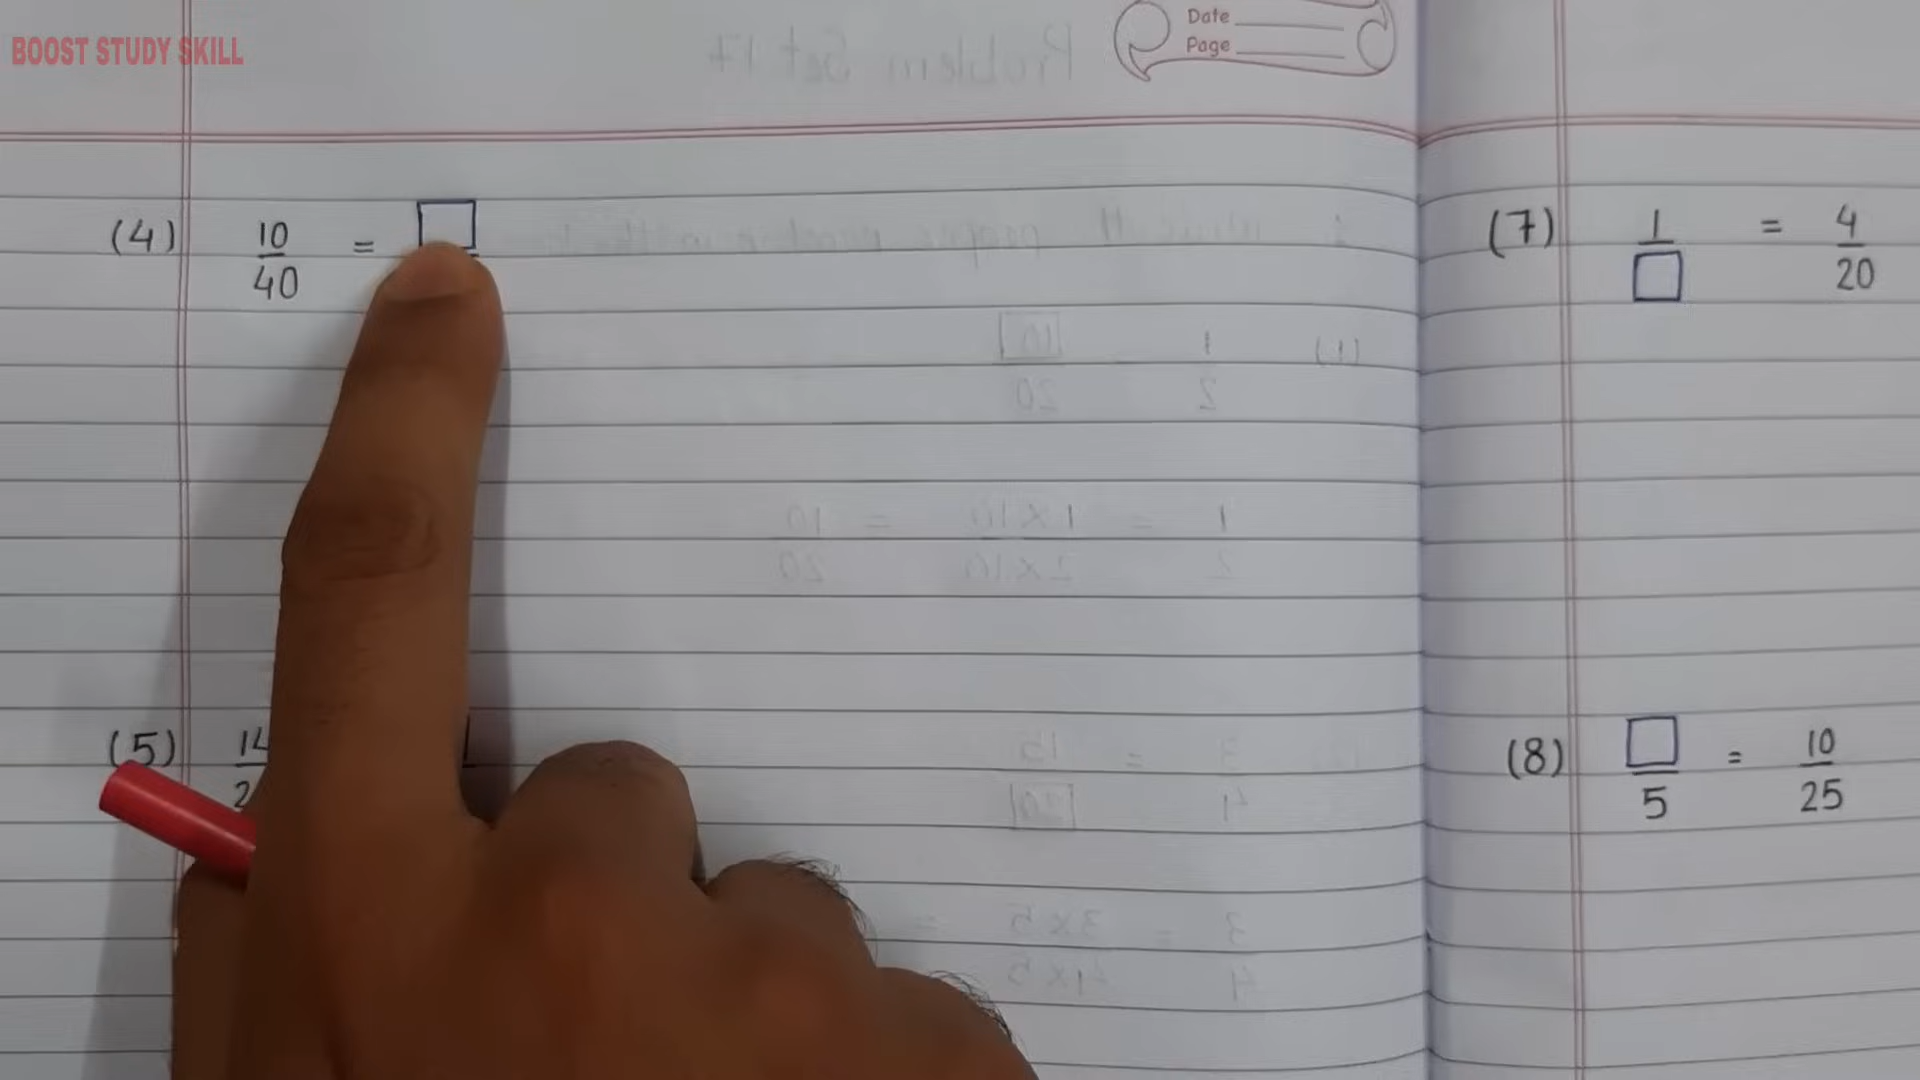 BOOST STUDY SKILL
Date
Page
(4) 10/40 = □
(5)
(7) 1/□ = 4/20
(8) □/5 = 10/25